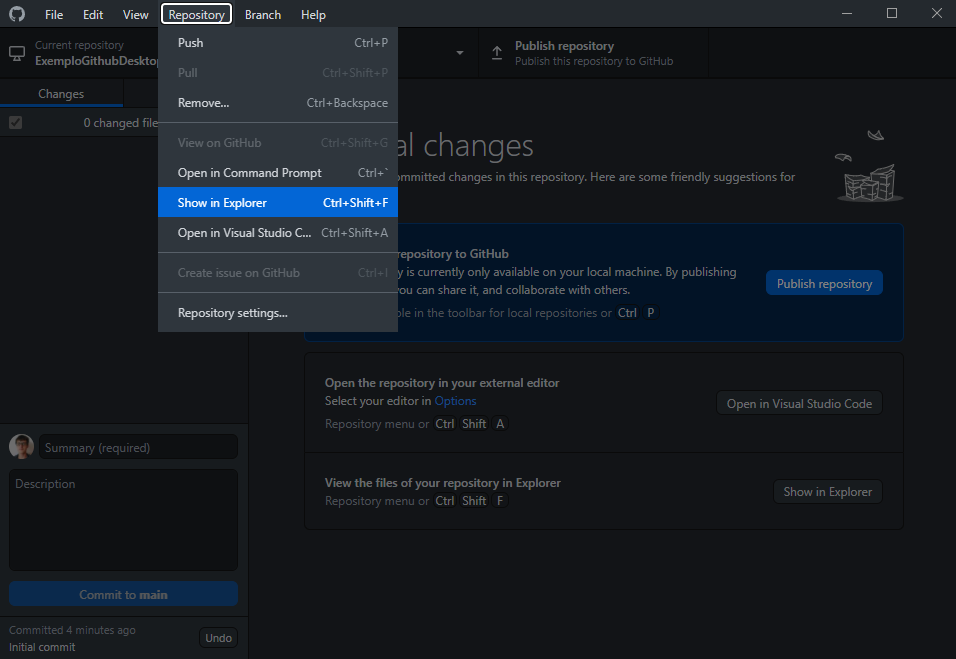 File Edit View Repository Branch Help
Current repository
ExemploGithubDeskto
Publish repository
Publish this repository to GitHub
Push Ctrl+P
Pull Ctrl+Shift+P
Remove... Ctrl+Backspace
View on GitHub Ctrl+Shift+G
Open in Command Prompt Ctrl+`
Show in Explorer Ctrl+Shift+F
Open in Visual Studio C... Ctrl+Shift+A
Create issue on GitHub Ctrl+I
Repository settings...
Changes
0 changed file
al changes
ommitted changes in this repository. Here are some friendly suggestions for
repository to GitHub
y is currently only available on your local machine. By publishing
you can share it, and collaborate with others.
ble in the toolbar for local repositories or Ctrl P
Publish repository
Open the repository in your external editor
Select your editor in Options
Repository menu or Ctrl Shift A
Open in Visual Studio Code
View the files of your repository in Explorer
Repository menu or Ctrl Shift F
Show in Explorer
Summary (required)
Description
Commit to main
Committed 4 minutes ago
Initial commit
Undo